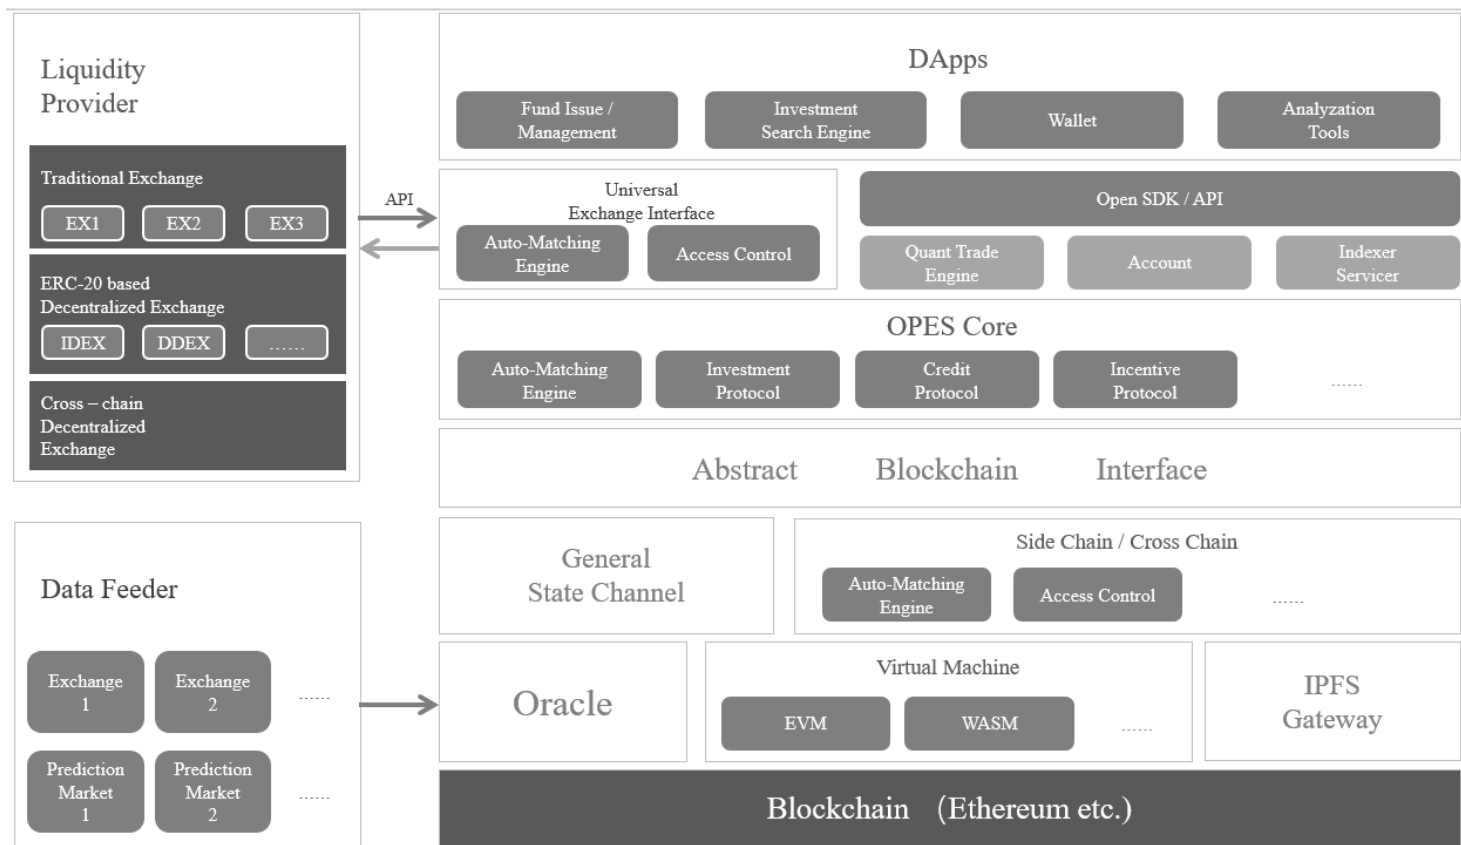 Liquidity
Provider
Traditional Exchange
EX1
EX2
EX3
ERC-20 based
Decentralized Exchange
IDEX
DDEX
......
Cross – chain
Decentralized
Exchange
API
Data Feeder
Exchange
1
Exchange
2
......
Prediction
Market
1
Prediction
Market
2
......
DApps
Fund Issue /
Management
Investment
Search Engine
Wallet
Analyzation
Tools
Universal
Exchange Interface
Auto-Matching
Engine
Access Control
Open SDK / API
Quant Trade
Engine
Account
Indexer
Servicer
OPES Core
Auto-Matching
Engine
Investment
Protocol
Credit
Protocol
Incentive
Protocol
......
Abstract Blockchain Interface
General
State Channel
Side Chain / Cross Chain
Auto-Matching
Engine
Access Control
......
Oracle
Virtual Machine
EVM
WASM
......
IPFS
Gateway
Blockchain （Ethereum etc.）